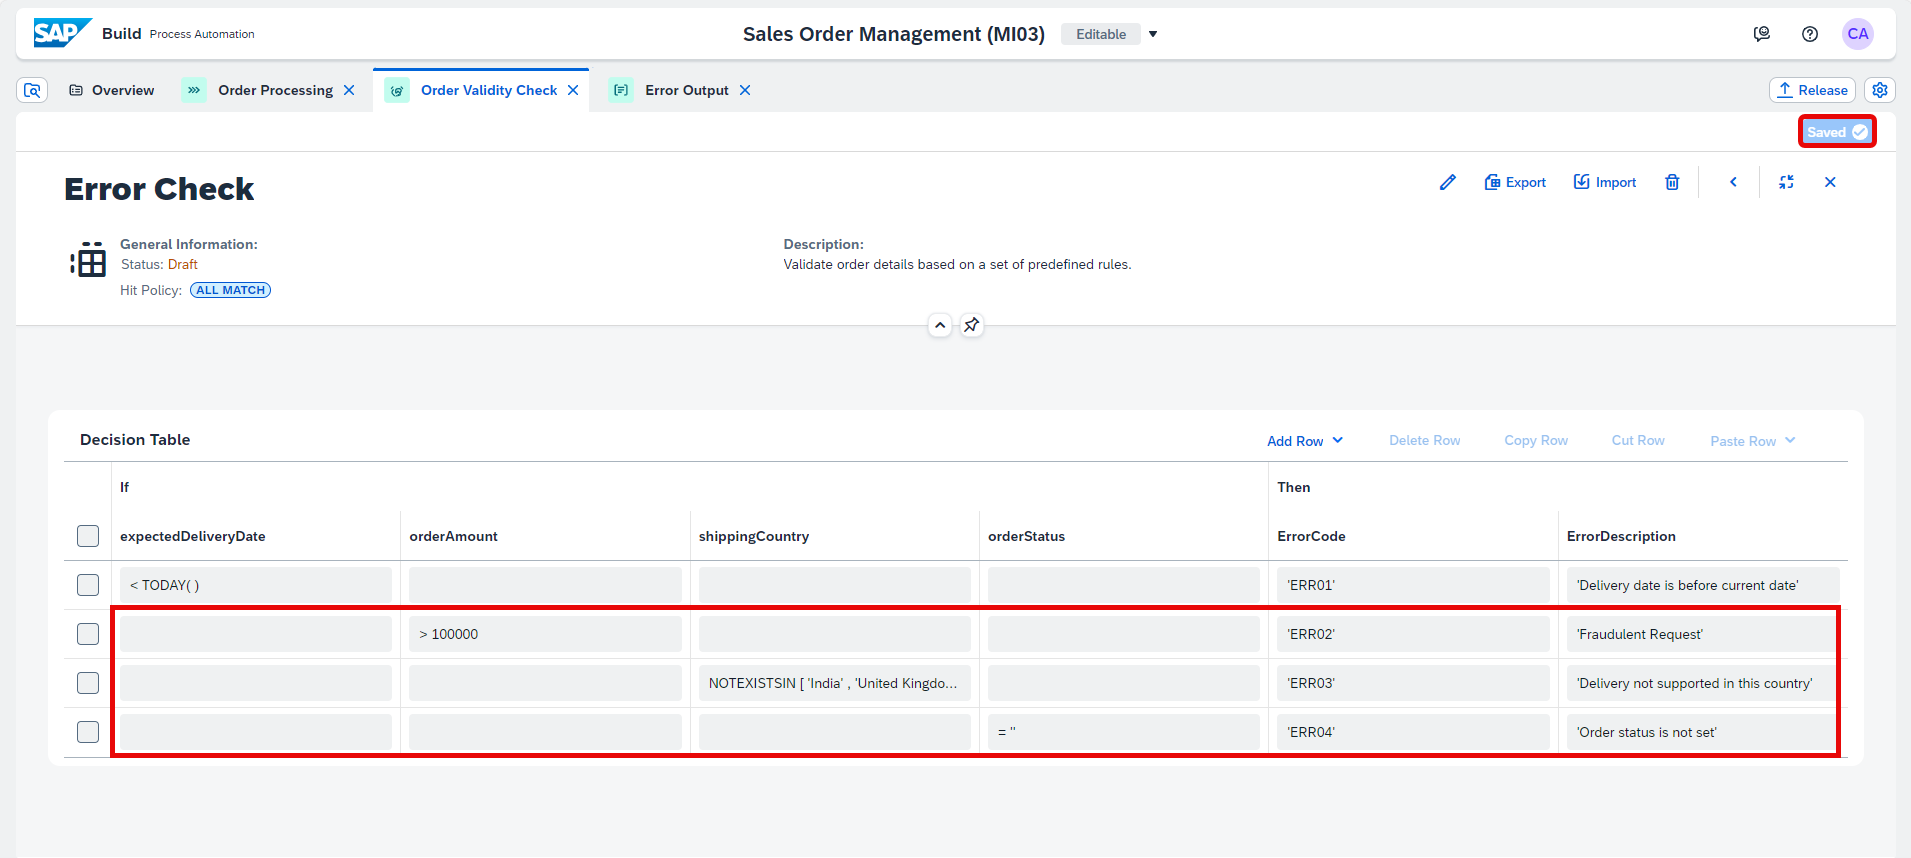 SAP Build Process Automation
Sales Order Management (MI03) Editable
CA
Overview Order Processing Order Validity Check Error Output Release
Saved
Error Check
Export Import
General Information:
Status: Draft
Hit Policy: ALL MATCH
Description:
Validate order details based on a set of predefined rules.
Decision Table Add Row Delete Row Copy Row Cut Row Paste Row
If Then
expectedDeliveryDate orderAmount shippingCountry orderStatus ErrorCode ErrorDescription
< TODAY( ) 'ERR01' 'Delivery date is before current date'
> 100000 'ERR02' 'Fraudulent Request'
NOTEXISTSIN [ 'India' , 'United Kingdo... 'ERR03' 'Delivery not supported in this country'
= '' 'ERR04' 'Order status is not set'